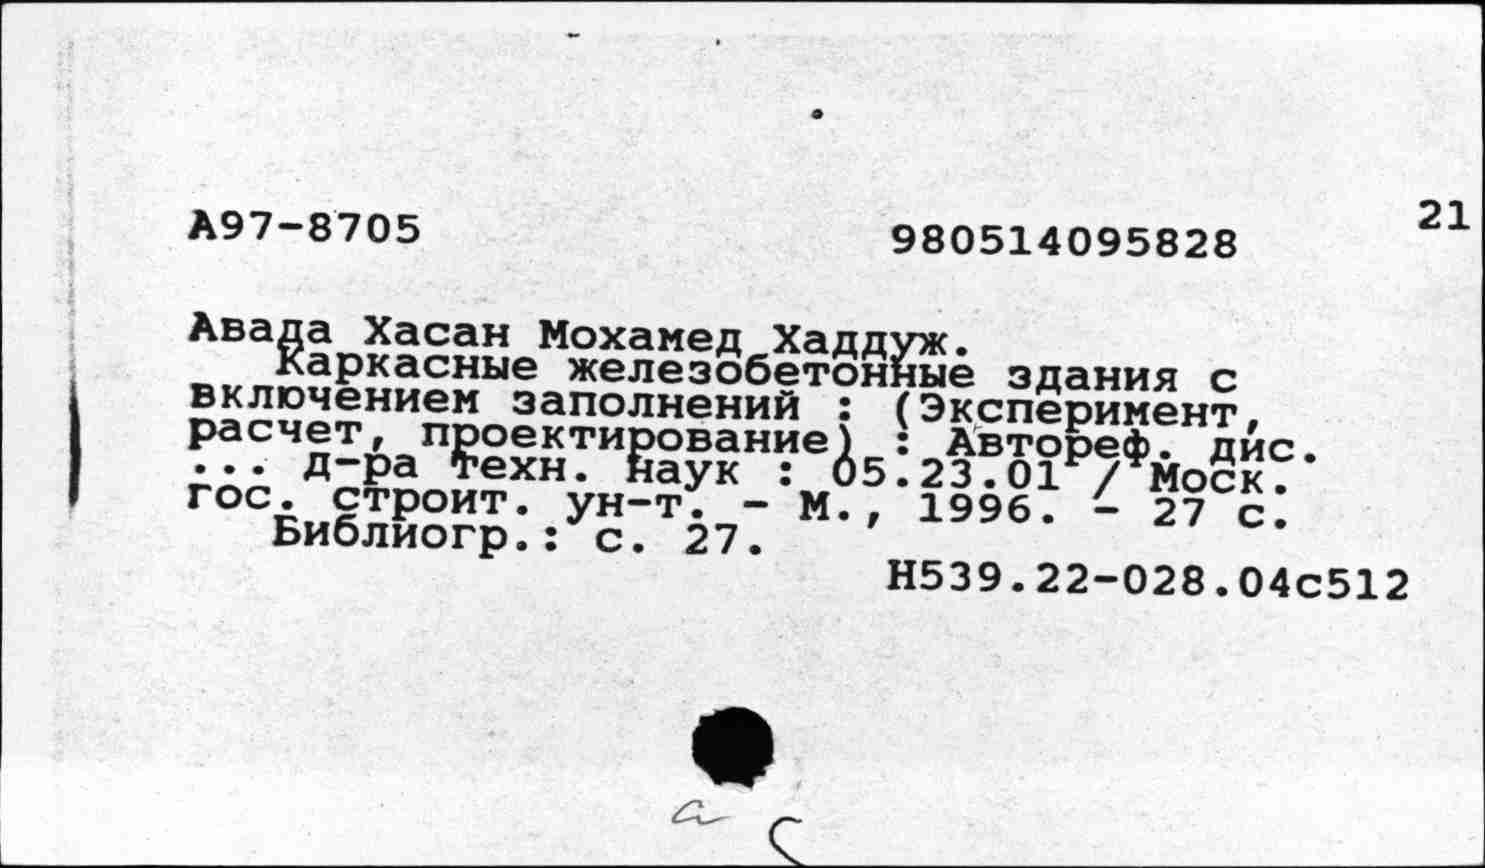 21
А97-8705 980514095828
Авада Хасан Мохамед Хаддуж.
Каркасные железобетонные здания с
включением заполнений : (Эксперимент,
расчет, проектирование) : Автореф. дис.
... д-ра техн. наук : 05.23.01 / Моск.
гос. строит. ун-т. - М., 1996. - 27 с.
Библиогр.: с. 27.
Н539.22-028.04с512
а